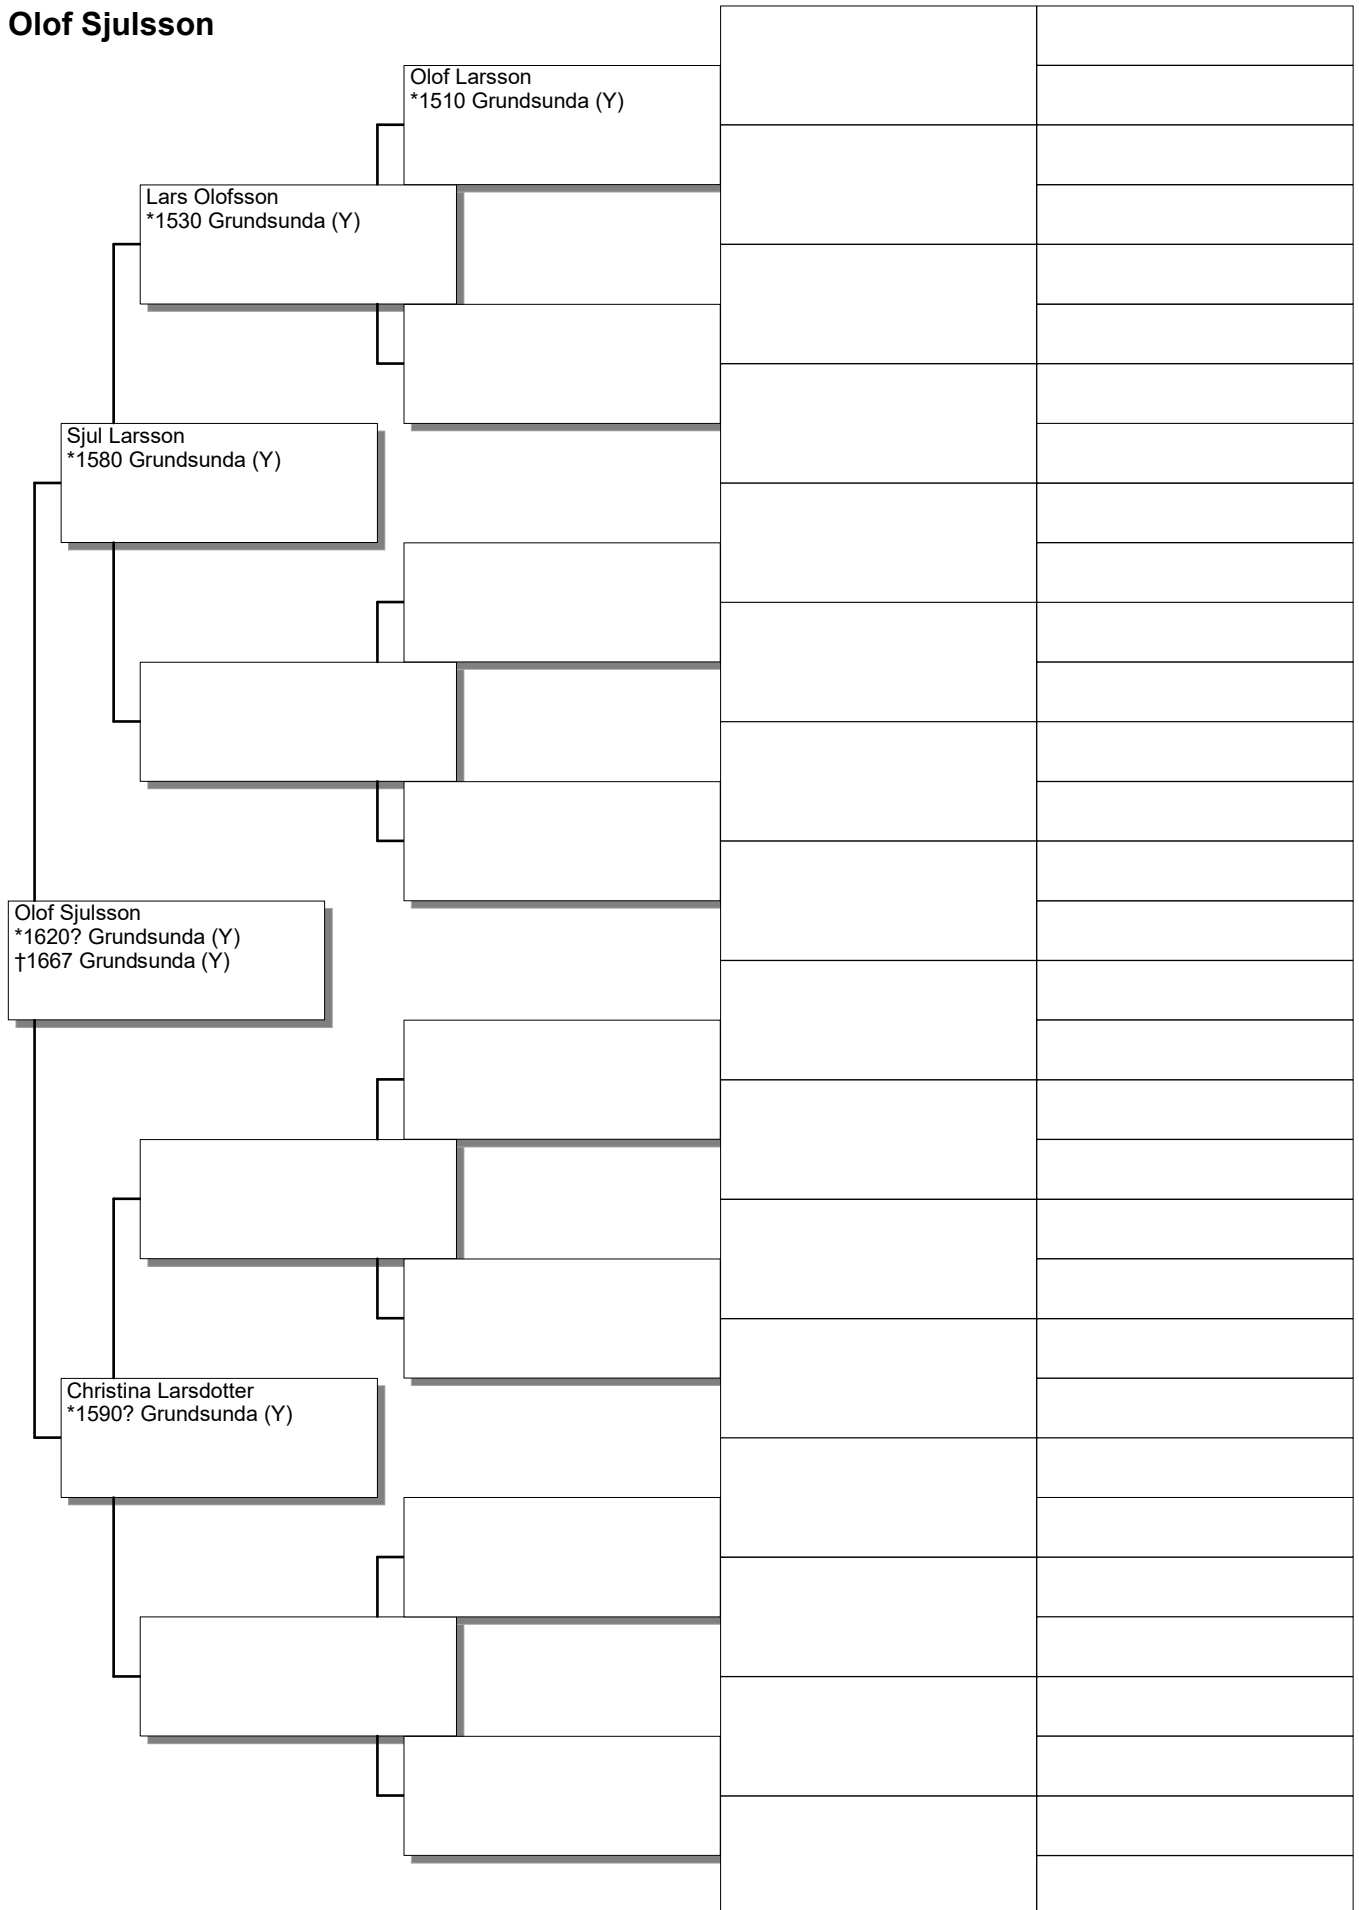 Olof Sjulsson
Olof Larsson
*1510 Grundsunda (Y)
Lars Olofsson
*1530 Grundsunda (Y)
Sjul Larsson
*1580 Grundsunda (Y)
Olof Sjulsson
*1620? Grundsunda (Y)
†1667 Grundsunda (Y)
Christina Larsdotter
*1590? Grundsunda (Y)